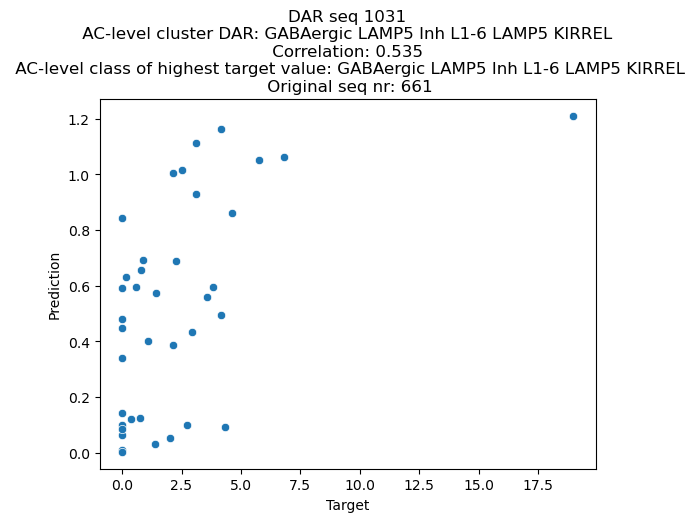 DAR seq 1031
AC-level cluster DAR: GABAergic LAMP5 Inh L1-6 LAMP5 KIRREL
Correlation: 0.535
AC-level class of highest target value: GABAergic LAMP5 Inh L1-6 LAMP5 KIRREL
Original seq nr: 661
1.2
1.0
0.8
0.6
0.4
0.2
0.0
Prediction
0.0 2.5 5.0 7.5 10.0 12.5 15.0 17.5
Target